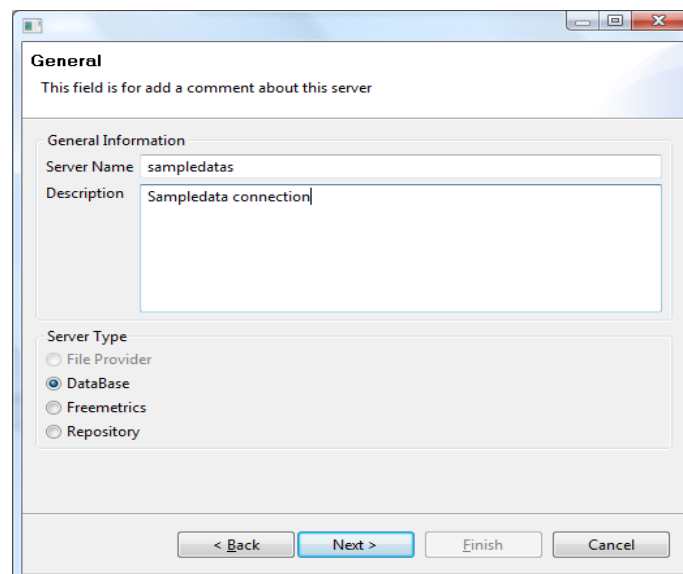 General
This field is for add a comment about this server
General Information
Server Name sampledatas
Description Sampledata connection
Server Type
File Provider
DataBase
Freemetrics
Repository
< Back Next > Finish Cancel